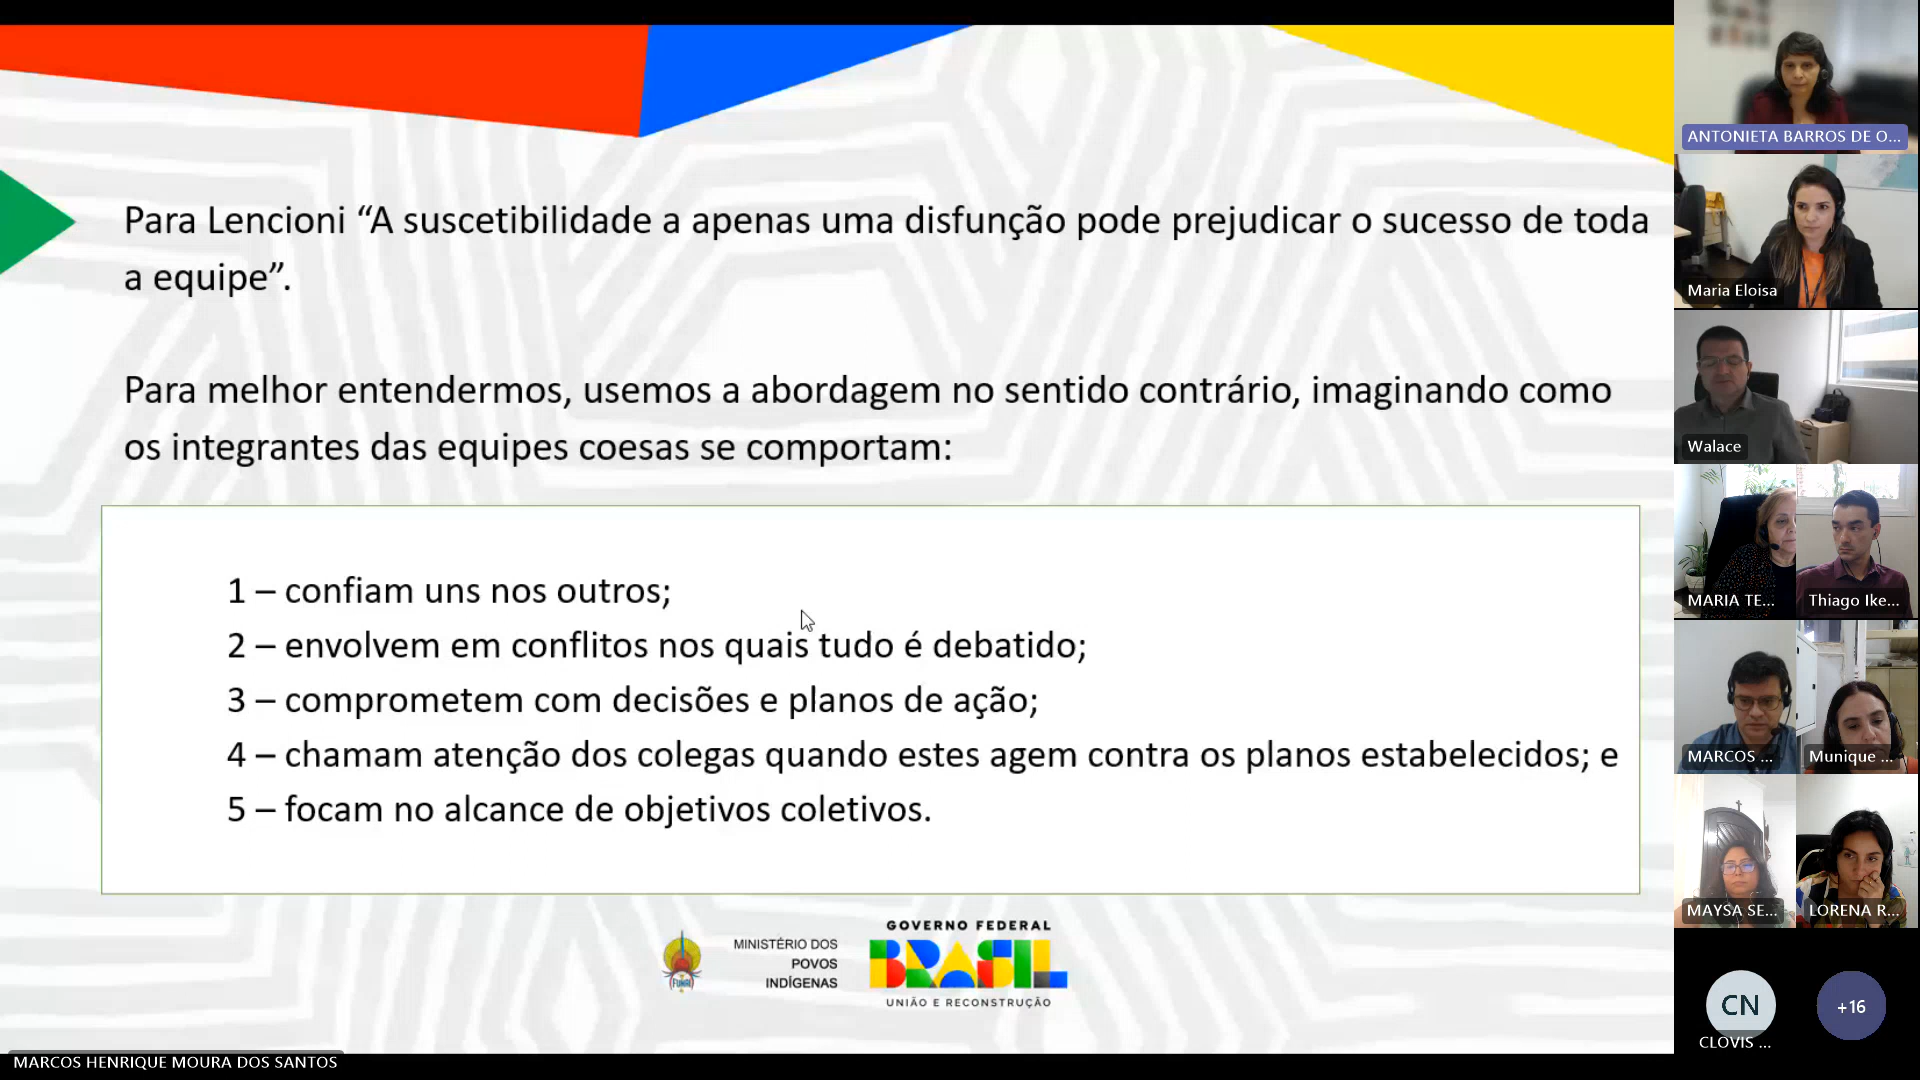 Para Lencioni “A suscetibilidade a apenas uma disfunção pode prejudicar o sucesso de toda
a equipe”.
Para melhor entendermos, usemos a abordagem no sentido contrário, imaginando como
os integrantes das equipes coesas se comportam:
1 – confiam uns nos outros;
2 – envolvem em conflitos nos quais tudo é debatido;
3 – comprometem com decisões e planos de ação;
4 – chamam atenção dos colegas quando estes agem contra os planos estabelecidos; e
5 – focam no alcance de objetivos coletivos.
FUNAI
MINISTÉRIO DOS
POVOS
INDÍGENAS
GOVERNO FEDERAL
BRASIL
UNIÃO E RECONSTRUÇÃO
MARCOS HENRIQUE MOURA DOS SANTOS
ANTONIETA BARROS DE O...
Maria Eloisa
Walace
MARIA TE...
Thiago Ike...
MARCOS ...
Munique ...
MAYSA SE...
LORENA R...
CN
CLOVIS ...
+16